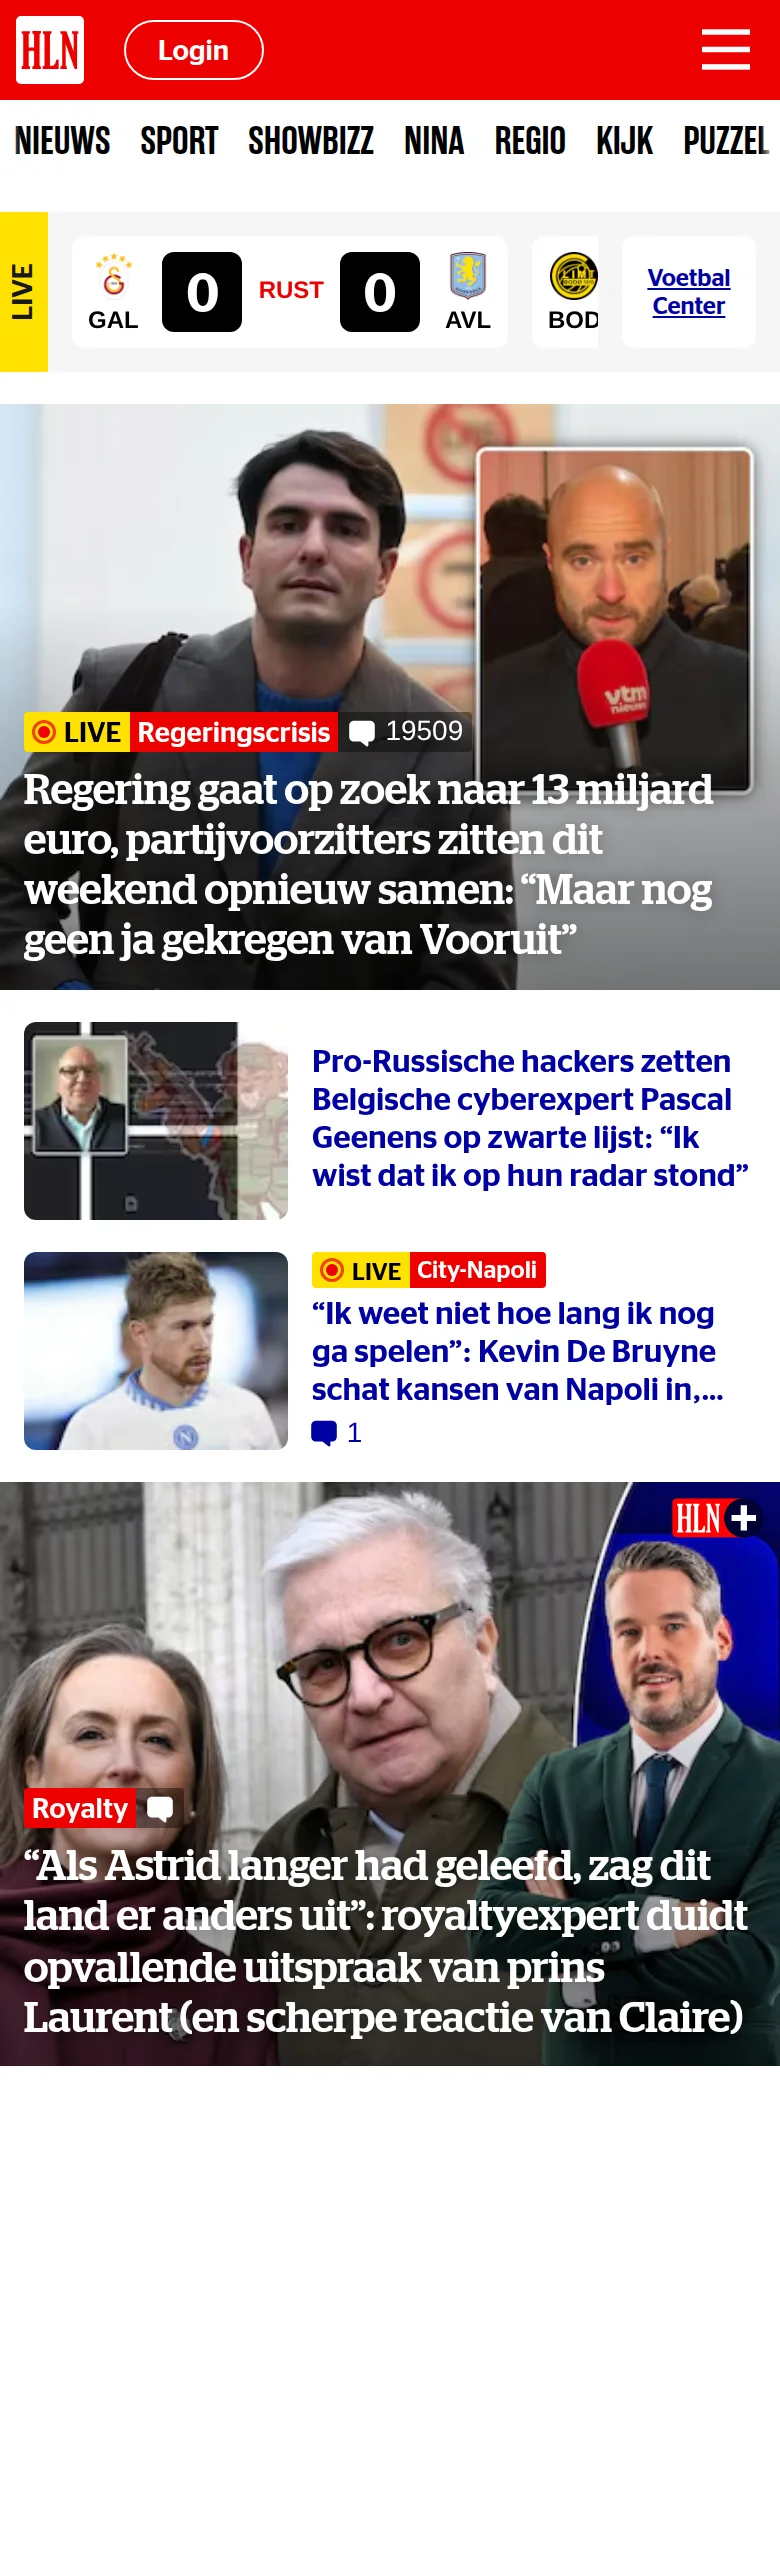 HLN
Login
NIEUWS SPORT SHOWBIZZ NINA REGIO KIJK PUZZEL
LIVE
GAL
0
RUST
0
AVL
BOD
Voetbal
Center
vtm
nieuws
LIVE Regeringscrisis 19509
Regering gaat op zoek naar 13 miljard
euro, partijvoorzitters zitten dit
weekend opnieuw samen: “Maar nog
geen ja gekregen van Vooruit”
Pro-Russische hackers zetten
Belgische cyberexpert Pascal
Geenens op zwarte lijst: “Ik
wist dat ik op hun radar stond”
LIVE City-Napoli
“Ik weet niet hoe lang ik nog
ga spelen”: Kevin De Bruyne
schat kansen van Napoli in,...
1
HLN+
Royalty
“Als Astrid langer had geleefd, zag dit
land er anders uit”: royaltyexpert duidt
opvallende uitspraak van prins
Laurent (en scherpe reactie van Claire)